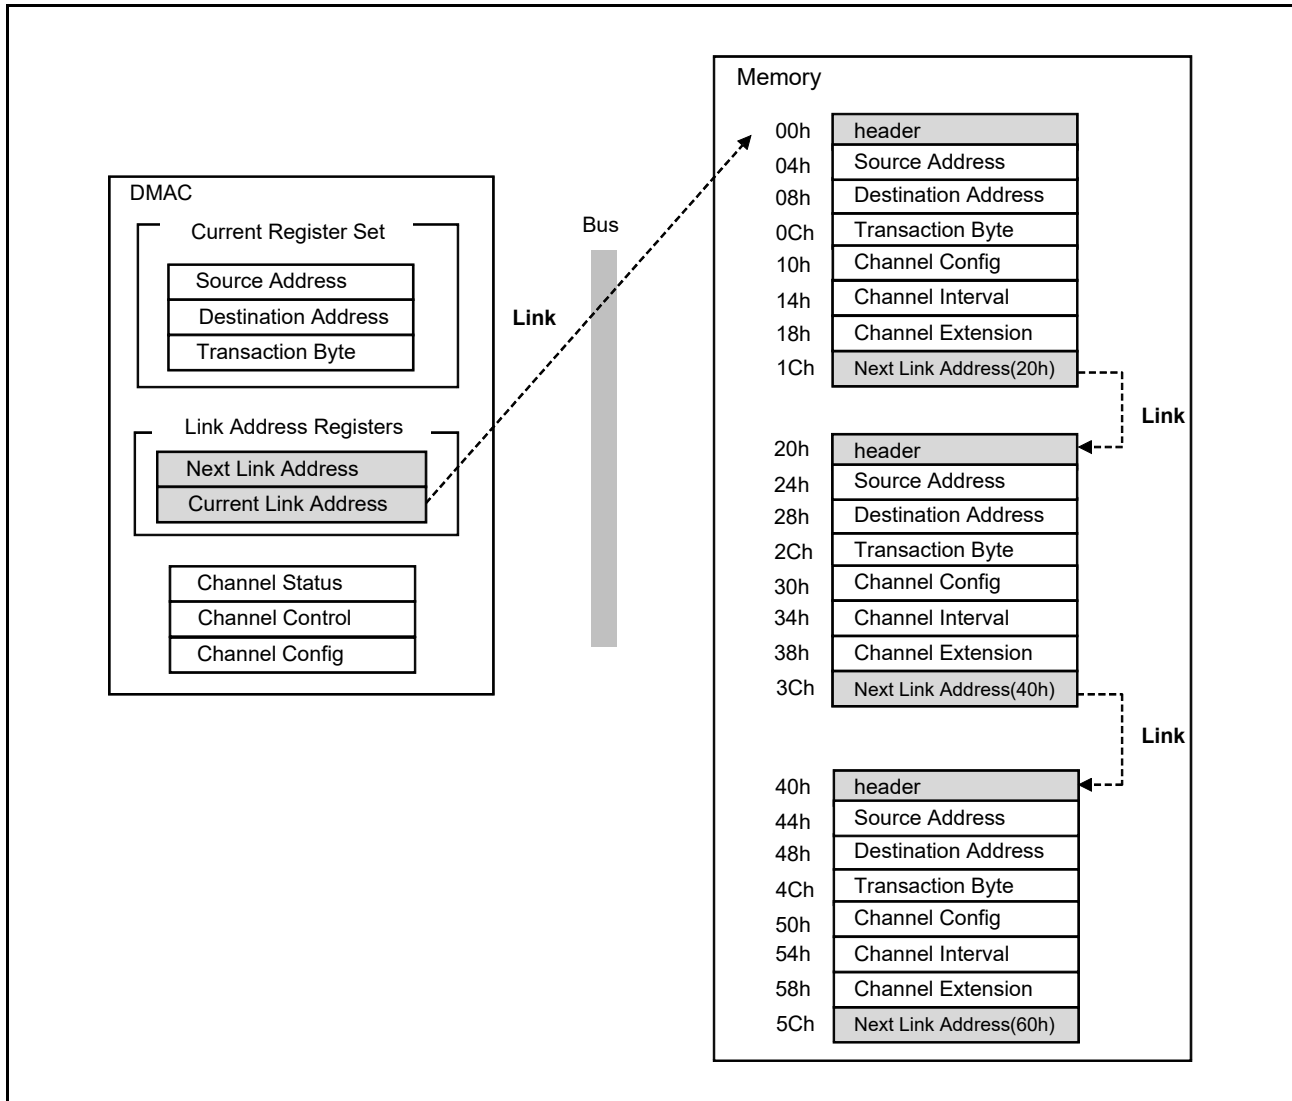 DMAC
Current Register Set
Source Address
Destination Address
Transaction Byte
Link Address Registers
Next Link Address
Current Link Address
Channel Status
Channel Control
Channel Config
Link
Bus
Memory
00h header
04h Source Address
08h Destination Address
0Ch Transaction Byte
10h Channel Config
14h Channel Interval
18h Channel Extension
1Ch Next Link Address(20h)
Link
20h header
24h Source Address
28h Destination Address
2Ch Transaction Byte
30h Channel Config
34h Channel Interval
38h Channel Extension
3Ch Next Link Address(40h)
Link
40h header
44h Source Address
48h Destination Address
4Ch Transaction Byte
50h Channel Config
54h Channel Interval
58h Channel Extension
5Ch Next Link Address(60h)